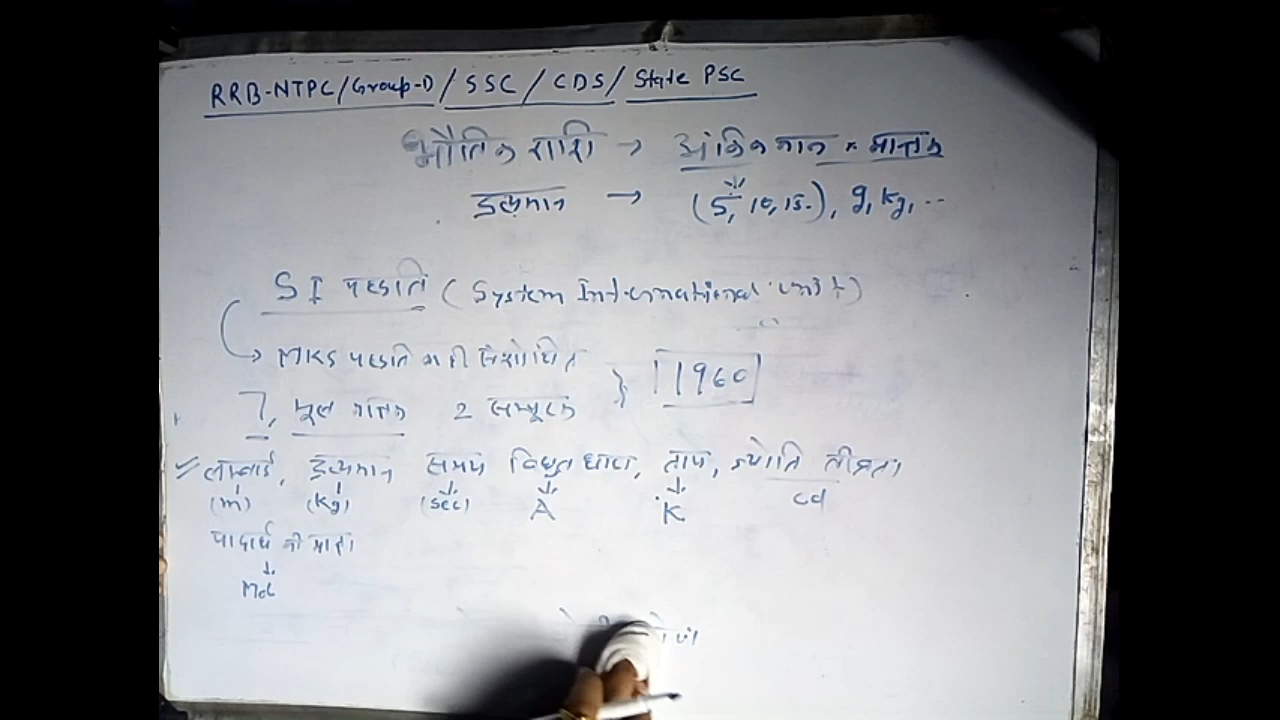 RRB-NTPC/Group-D/SSC/CDS/State PSC
भौतिक राशि → अंकिक मान × मात्रक
द्रव्यमान → (5, 10, 15..), g, kg, ...
SI पद्धति (System International Unit)
→ MKS पद्धति का ही संशोधित
1960
7, मूल मात्रक 2 सम्पूरक
लम्बाई, द्रव्यमान समय विद्युत धारा, ताप, ज्योति तीव्रता
(m) (kg) (sec) A K cd
पादार्थ की मात्रा
Mol